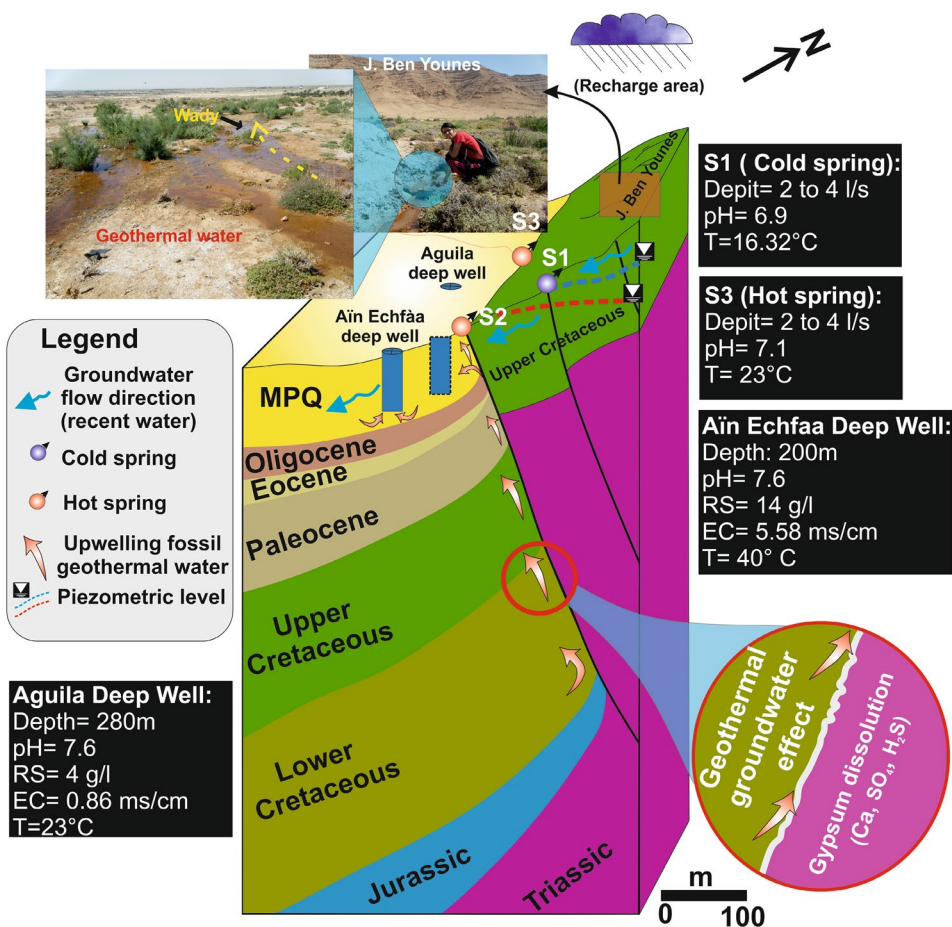 J. Ben Younes
(Recharge area)
N
Wady
Geothermal water
S3
J. Ben Younes
S1 ( Cold spring):
Depit= 2 to 4 l/s
pH= 6.9
T=16.32°C
S3 (Hot spring):
Depit= 2 to 4 l/s
pH= 7.1
T= 23°C
Aïn Echfaa Deep Well:
Depth: 200m
pH= 7.6
RS= 14 g/l
EC= 5.58 ms/cm
T= 40° C
Aguila
deep well
S1
Aïn Echfàa
deep well
S2
Upper Cretaceous
Legend
Groundwater
flow direction
(recent water)
Cold spring
Hot spring
Upwelling fossil
geothermal water
Piezometric level
MPQ
Oligocene
Eocene
Paleocene
Upper
Cretaceous
Lower
Cretaceous
Jurassic
Triassic
Aguila Deep Well:
Depth= 280m
pH= 7.6
RS= 4 g/l
EC= 0.86 ms/cm
T=23°C
Geothermal
groundwater
effect
Gypsum dissolution
(Ca, SO₄, H₂S)
m
0 100